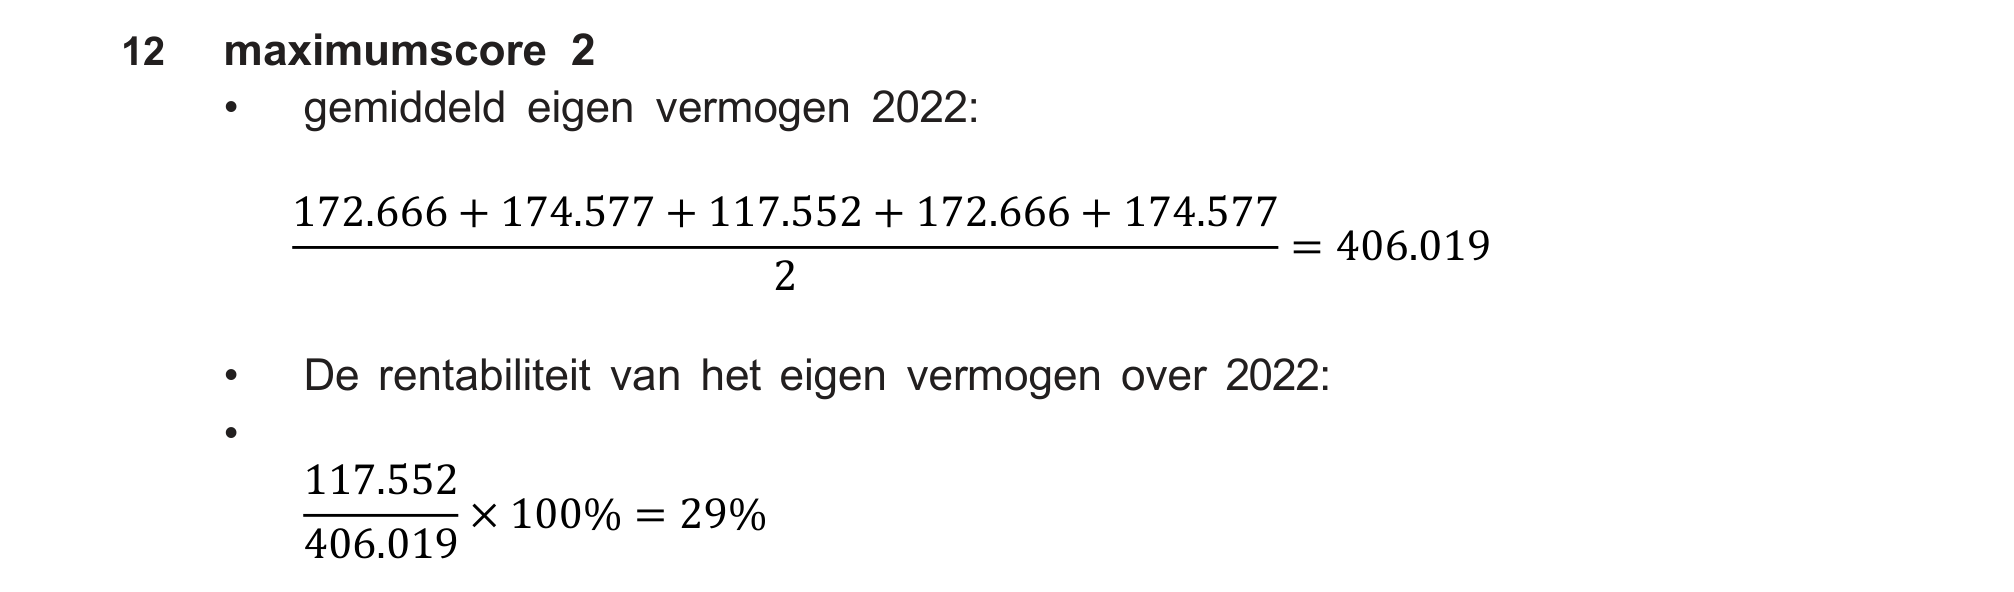 12 maximumscore 2
• gemiddeld eigen vermogen 2022:
172.666 + 174.577 + 117.552 + 172.666 + 174.577
2
= 406.019
• De rentabiliteit van het eigen vermogen over 2022:
•
117.552
406.019
× 100% = 29%